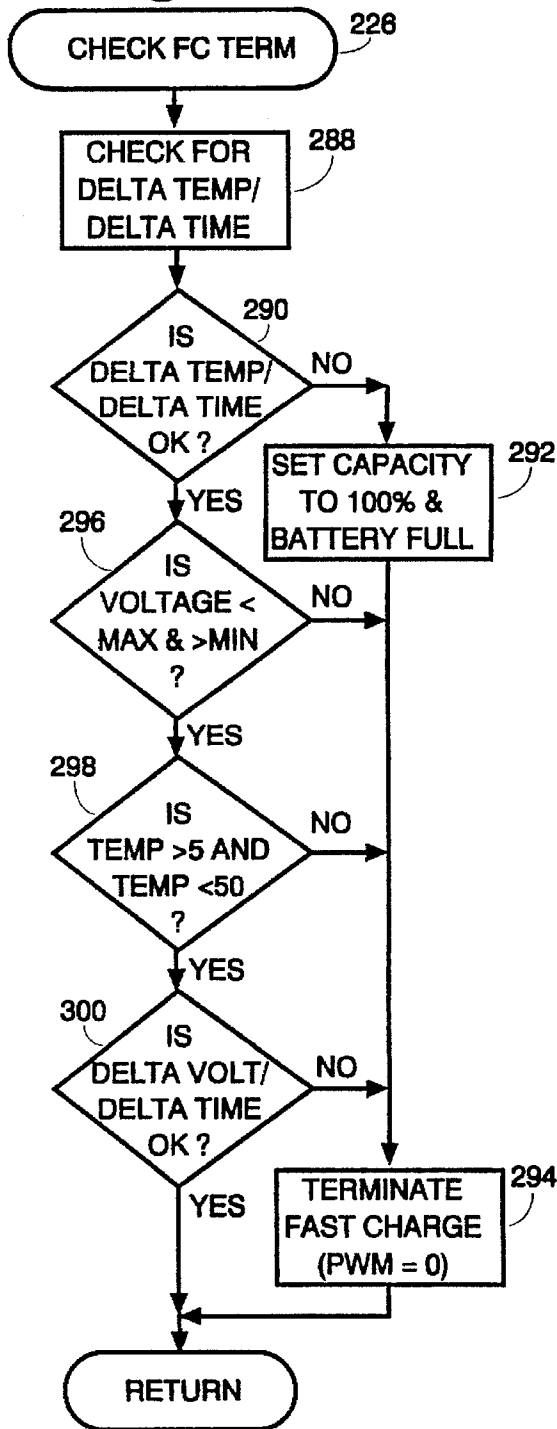 CHECK FC TERM
226
CHECK FOR
DELTA TEMP/
DELTA TIME
288
290
IS
DELTA TEMP/
DELTA TIME
OK ?
NO
YES
SET CAPACITY
TO 100% &
BATTERY FULL
292
296
IS
VOLTAGE <
MAX & >MIN
?
NO
YES
298
IS
TEMP >5 AND
TEMP <50
?
NO
YES
300
IS
DELTA VOLT/
DELTA TIME
OK ?
NO
YES
TERMINATE
FAST CHARGE
(PWM = 0)
294
RETURN